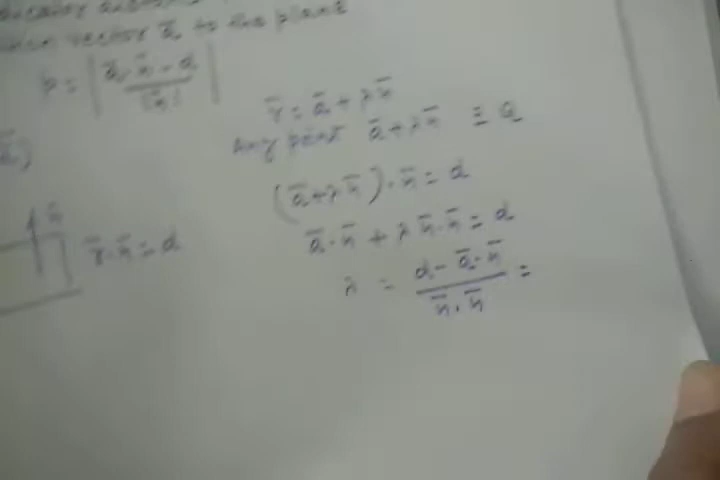 vector ā to the plane
p = | (ā·n̄ − d) / |n̄| |
r̄ = ā + λn̄
Any point ā + λn̄ = Q
(ā + λn̄)·n̄ = d
n̄
r̄·n̄ = d
ā·n̄ + λ n̄·n̄ = d
λ = (d − ā·n̄) / (n̄·n̄) =